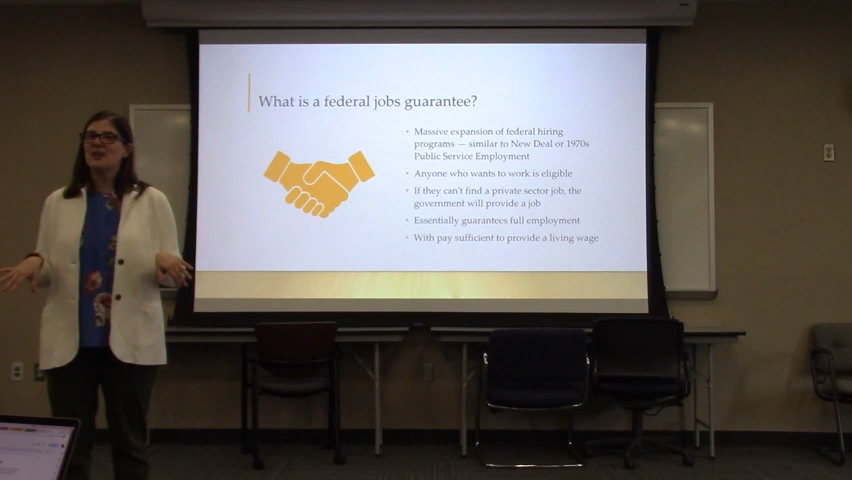 What is a federal jobs guarantee?
• Massive expansion of federal hiring
programs — similar to New Deal or 1970s
Public Service Employment
• Anyone who wants to work is eligible
• If they can't find a private sector job, the
government will provide a job
• Essentially guarantees full employment
• With pay sufficient to provide a living wage